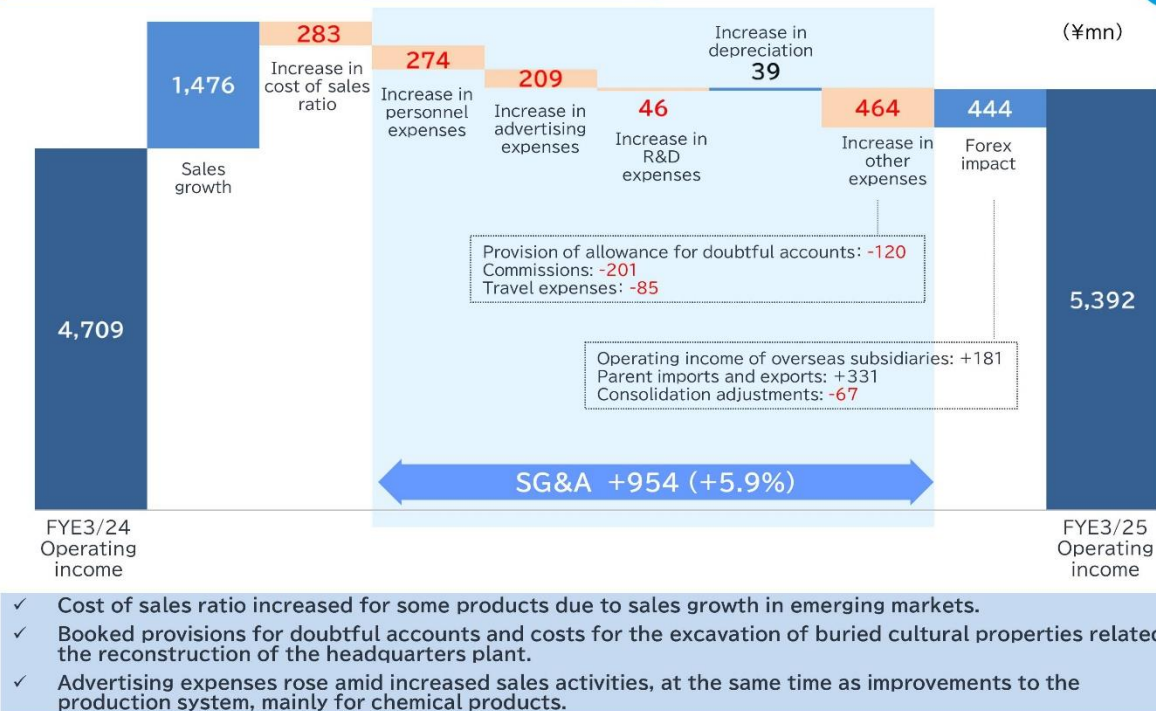 (¥mn)
283
Increase in
cost of sales
ratio
1,476
Sales
growth
274
Increase in
personnel
expenses
209
Increase in
advertising
expenses
46
Increase in
R&D
expenses
Increase in
depreciation
39
464
Increase in
other
expenses
444
Forex
impact
Provision of allowance for doubtful accounts: -120
Commissions: -201
Travel expenses: -85
Operating income of overseas subsidiaries: +181
Parent imports and exports: +331
Consolidation adjustments: -67
4,709
5,392
SG&A +954 (+5.9%)
FYE3/24
Operating
income
FYE3/25
Operating
income
✓ Cost of sales ratio increased for some products due to sales growth in emerging markets.
✓ Booked provisions for doubtful accounts and costs for the excavation of buried cultural properties related
the reconstruction of the headquarters plant.
✓ Advertising expenses rose amid increased sales activities, at the same time as improvements to the
production system, mainly for chemical products.